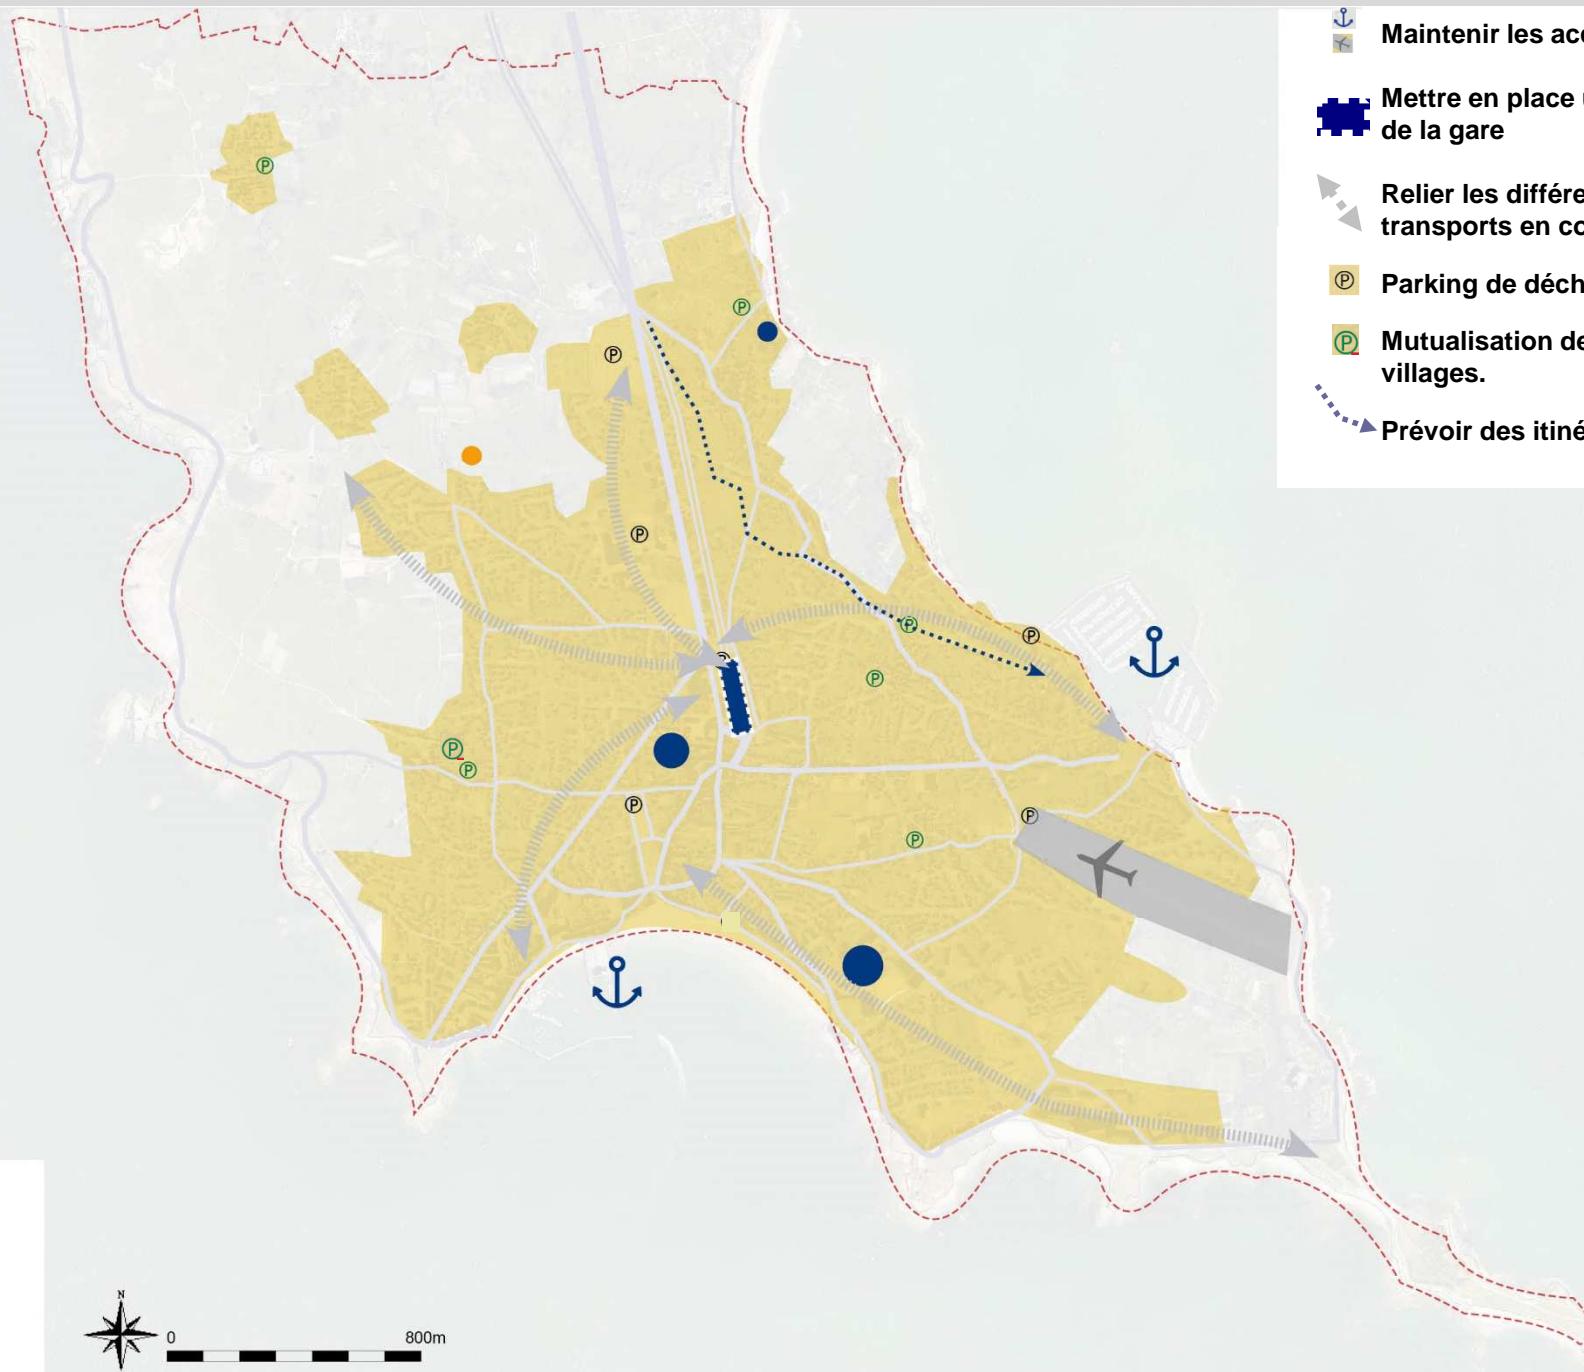 Maintenir les acc
Mettre en place
de la gare
Relier les différe
transports en co
P Parking de déch
P Mutualisation de
villages.
Prévoir des itiné
P
P
P
P
P
P
P
P
P
P
P
P
P
P
N
0 800m